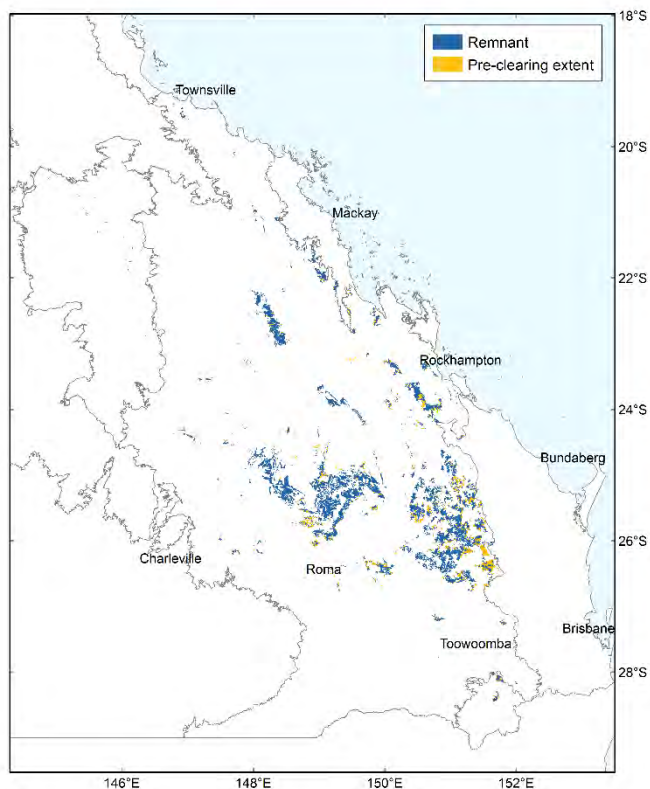 18°S
Remnant
Pre-clearing extent
Townsville
20°S
Mackay
22°S
Rockhampton
24°S
Bundaberg
26°S
Charleville
Roma
Brisbane
Toowoomba
28°S
146°E 148°E 150°E 152°E